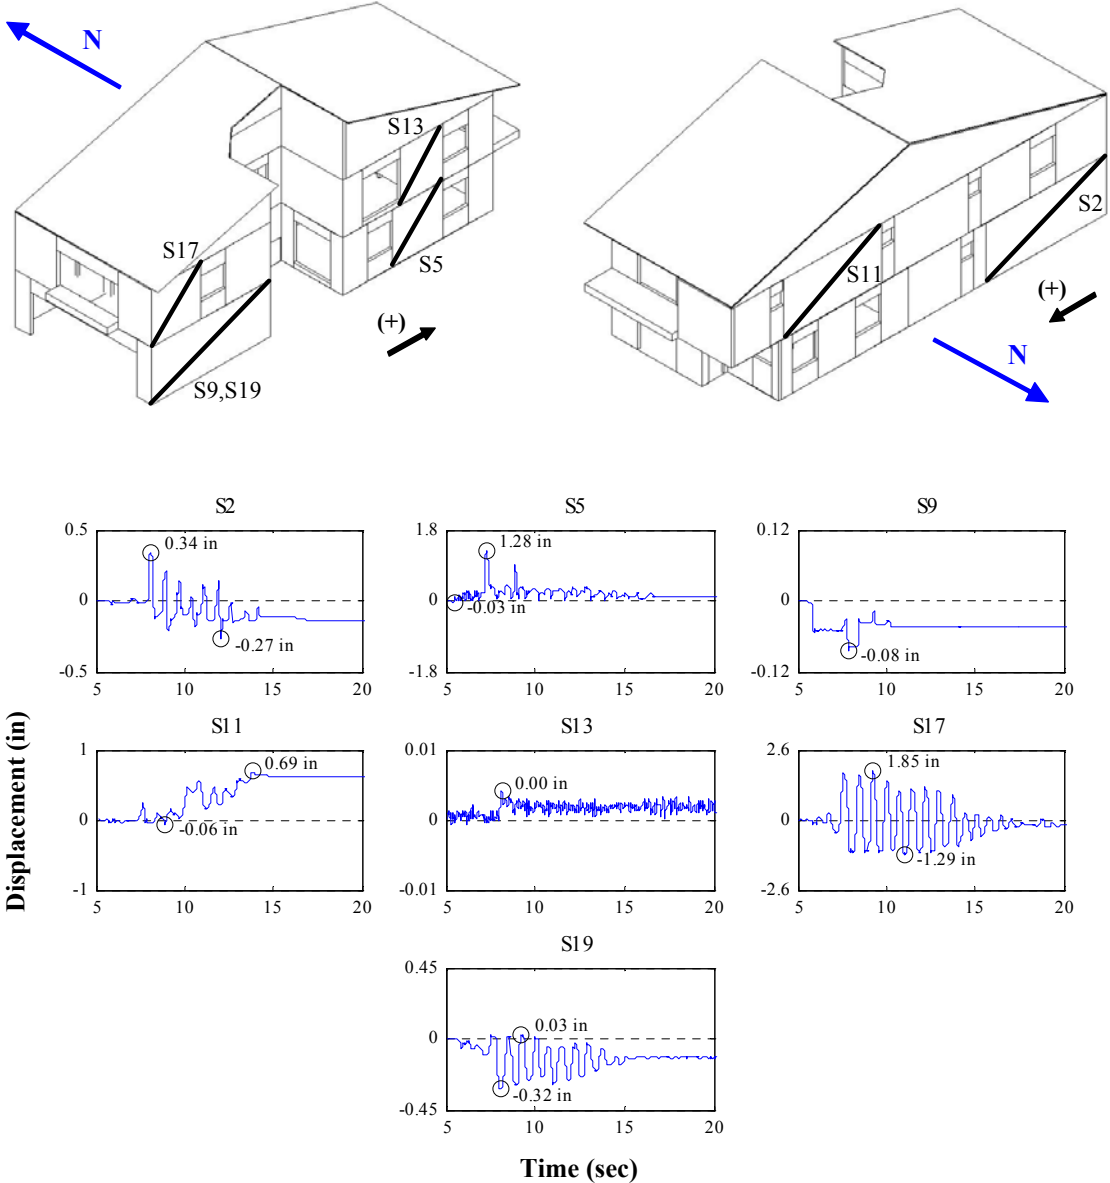 N
S13
S17
S5
(+)
S9,S19
S2
S11
(+)
N
S2
0.5
0
-0.5
0.34 in
-0.27 in
5 10 15 20
S5
1.8
0
-1.8
1.28 in
-0.03 in
5 10 15 20
S9
0.12
0
-0.12
-0.08 in
5 10 15 20
Displacement (in)
S11
1
0
-1
0.69 in
-0.06 in
5 10 15 20
S13
0.01
0
-0.01
0.00 in
5 10 15 20
S17
2.6
0
-2.6
1.85 in
-1.29 in
5 10 15 20
S19
0.45
0
-0.45
0.03 in
-0.32 in
5 10 15 20
Time (sec)